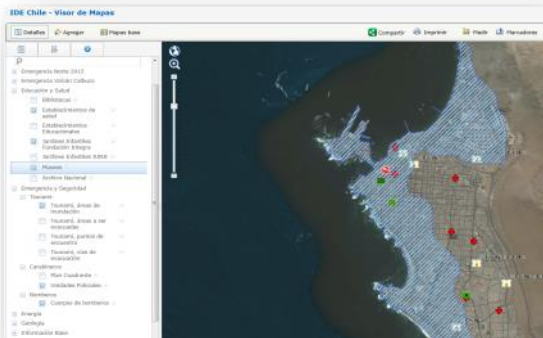 IDE Chile - Visor de Mapas
Detalles
Agregar
Mapas base
Compartir
Imprimir
Medir
Marcadores
Emergencia Norte 2015
Emergencia Volcán Calbuco
Educación y Salud
Bibliotecas
Establecimientos de
salud
Establecimientos
Educacionales
Jardines Infantiles
Fundación Integra
Jardines Infantiles JUNJI
Museos
Archivo Nacional
Emergencia y Seguridad
Tsunami
Tsunami, áreas de
inundación
Tsunami, áreas a ser
evacuadas
Tsunami, puntos de
encuentro
Tsunami, vías de
evacuación
Carabineros
Plan Cuadrante
Unidades Policiales
Bomberos
Cuerpos de bomberos
Energía
Geología
Información Base